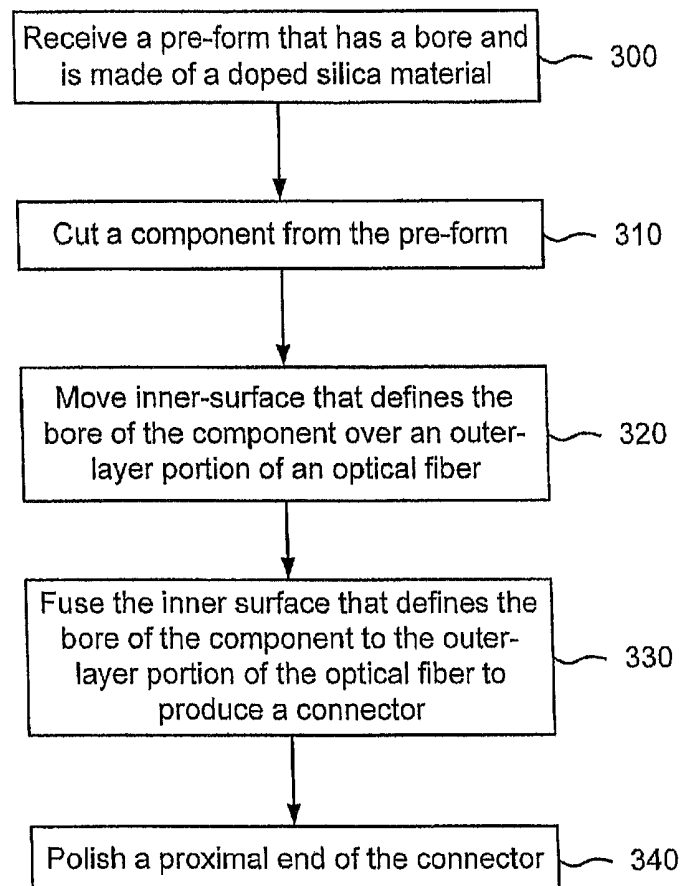 Receive a pre-form that has a bore and
is made of a doped silica material
300
Cut a component from the pre-form
310
Move inner-surface that defines the
bore of the component over an outer-
layer portion of an optical fiber
320
Fuse the inner surface that defines the
bore of the component to the outer-
layer portion of the optical fiber to
produce a connector
330
Polish a proximal end of the connector
340